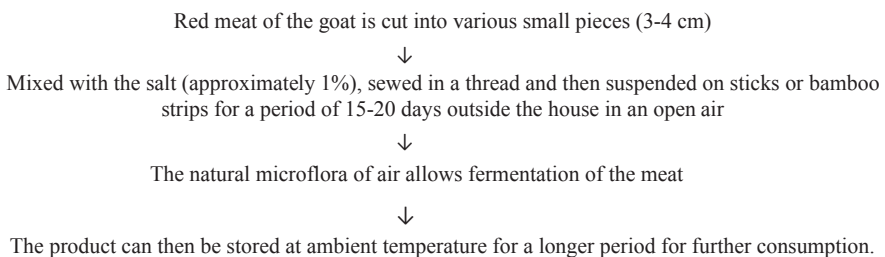 Red meat of the goat is cut into various small pieces (3-4 cm)
↓
Mixed with the salt (approximately 1%), sewed in a thread and then suspended on sticks or bamboo
strips for a period of 15-20 days outside the house in an open air
↓
The natural microflora of air allows fermentation of the meat
↓
The product can then be stored at ambient temperature for a longer period for further consumption.